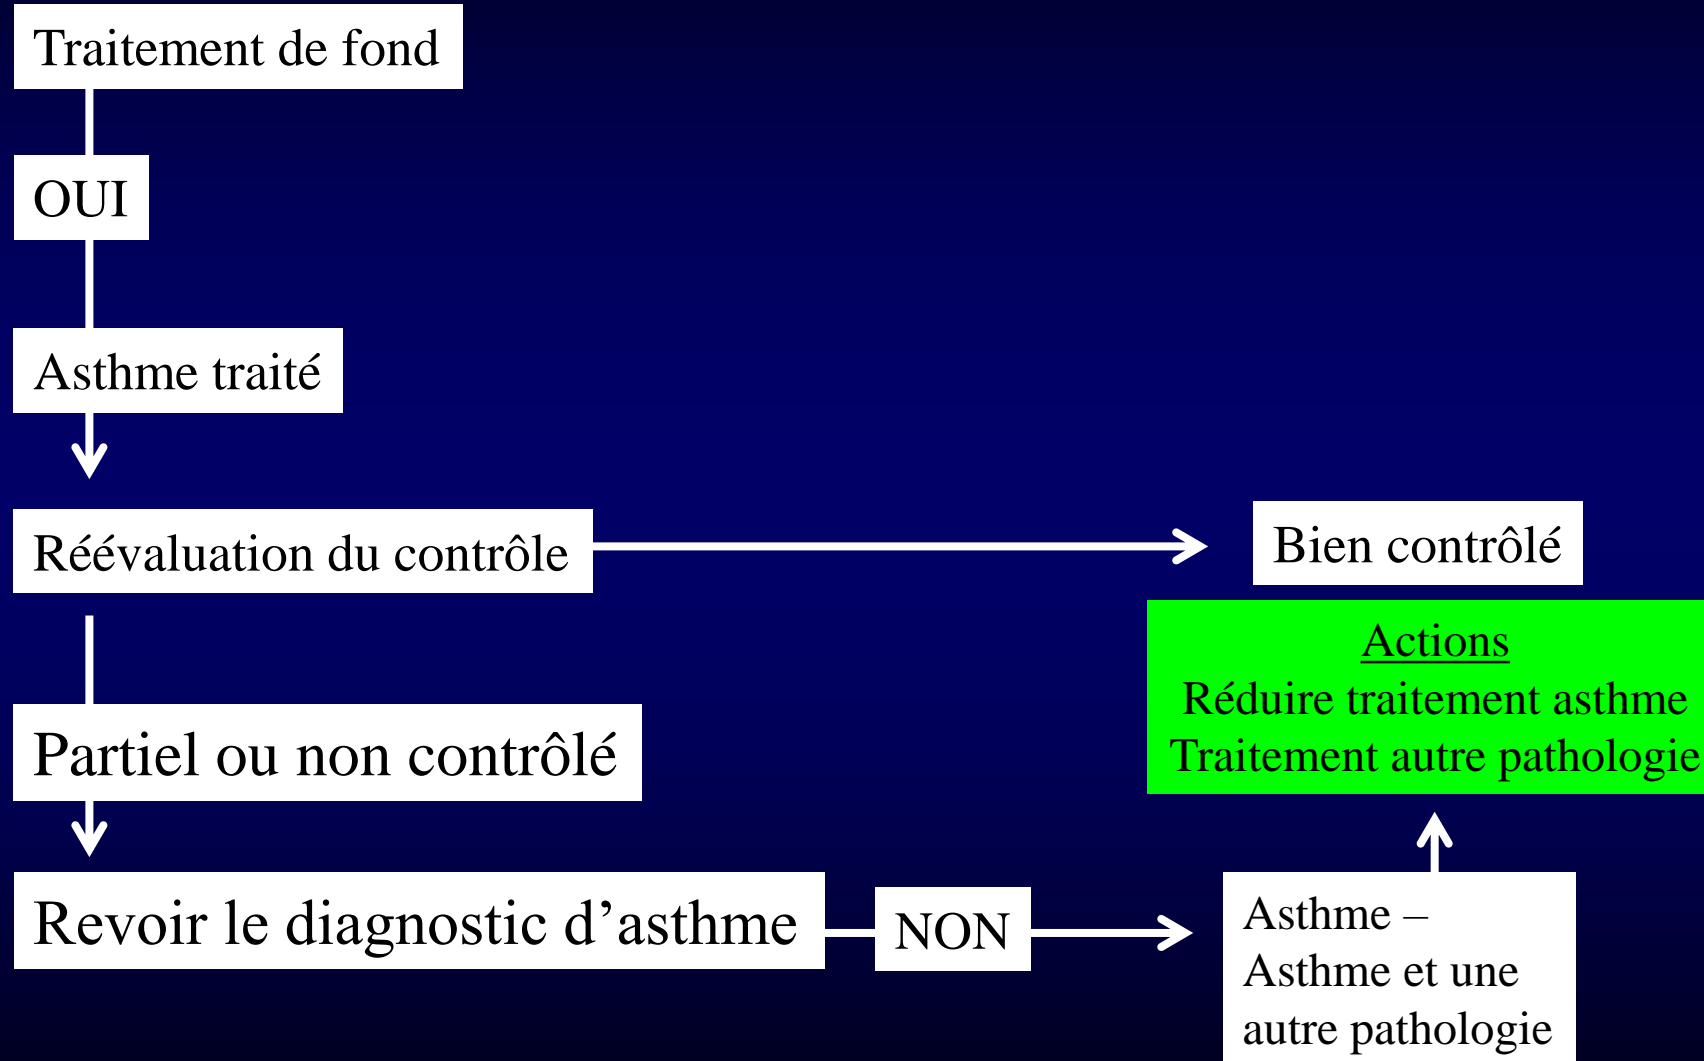 Traitement de fond
OUI
Asthme traité
Réévaluation du contrôle
Bien contrôlé
Actions
Réduire traitement asthme
Traitement autre pathologie
Partiel ou non contrôlé
Revoir le diagnostic d’asthme
NON
Asthme –
Asthme et une
autre pathologie